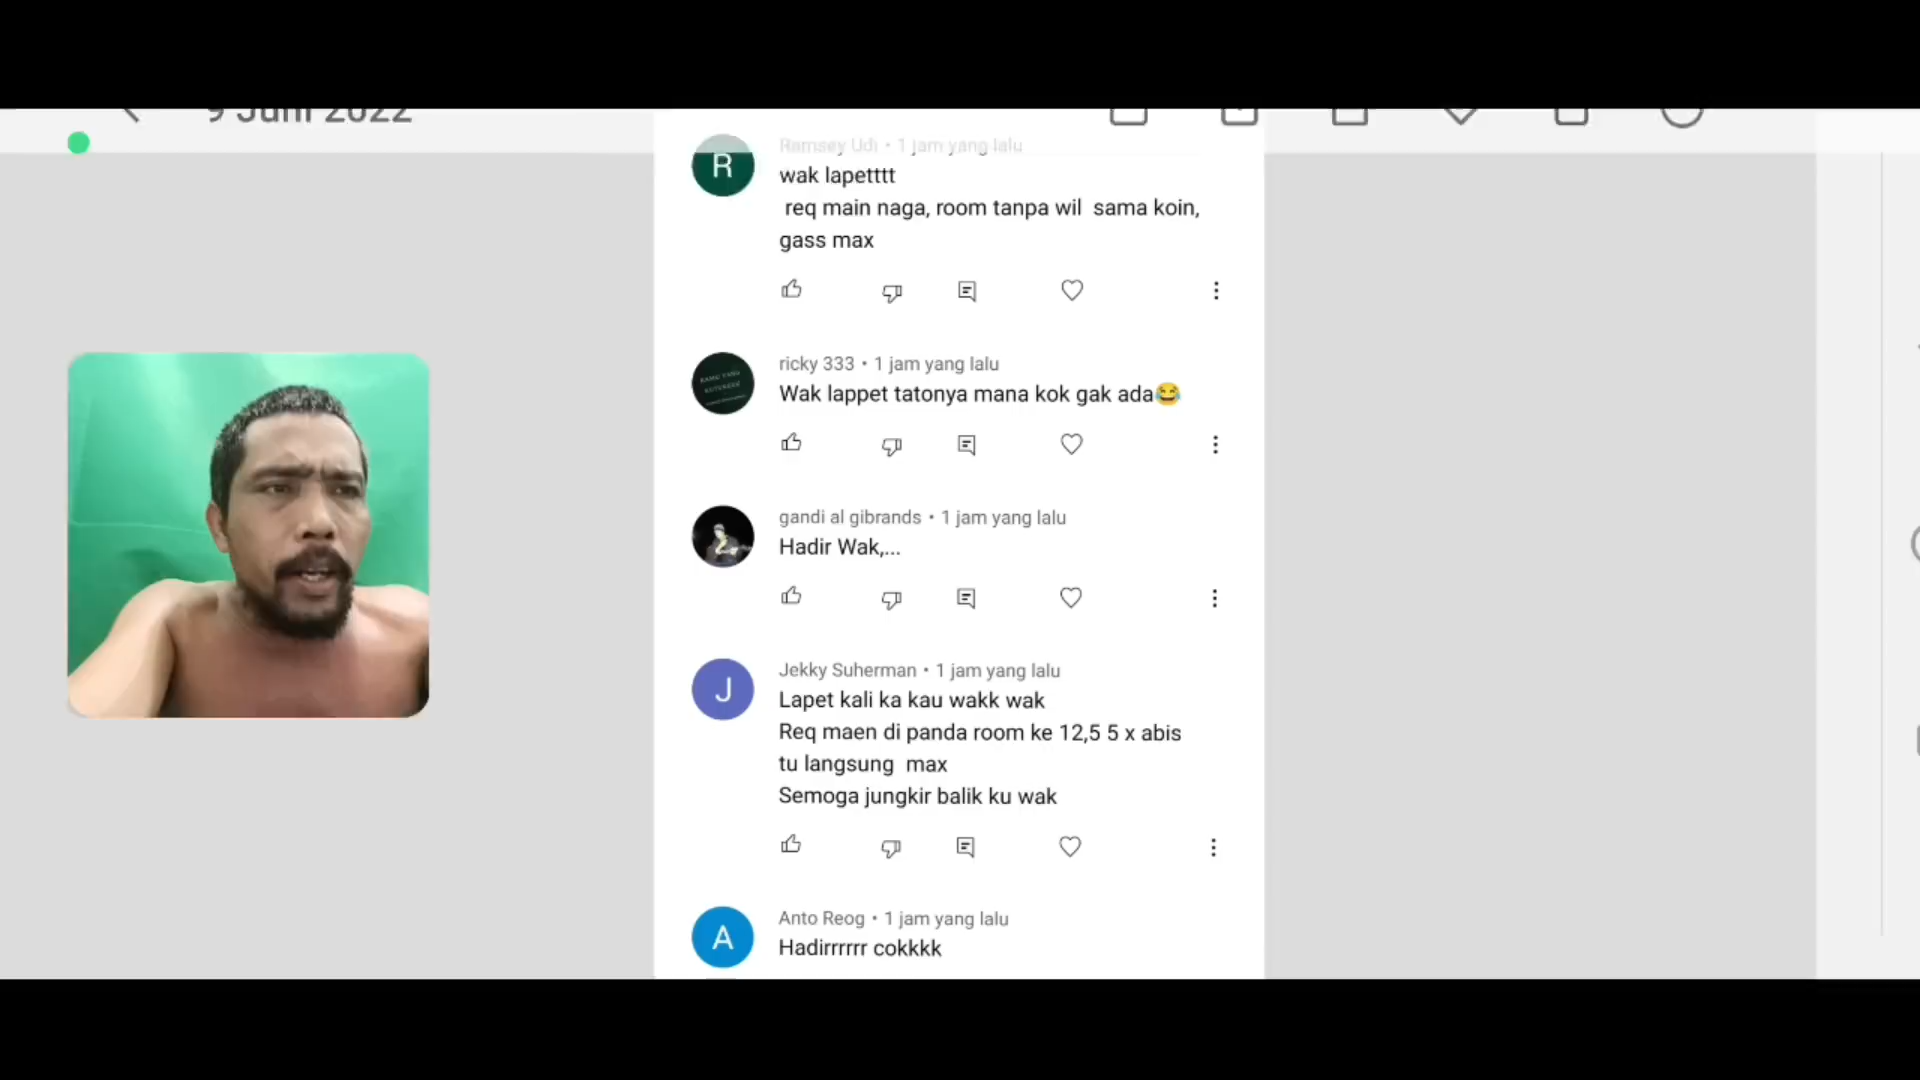 9 Juni 2022
Ramsey Udi • 1 jam yang lalu
R
wak lapetttt
req main naga, room tanpa wil sama koin,
gass max
ricky 333 • 1 jam yang lalu
Wak lappet tatonya mana kok gak ada😂
gandi al gibrands • 1 jam yang lalu
Hadir Wak,...
Jekky Suherman • 1 jam yang lalu
J
Lapet kali ka kau wakk wak
Req maen di panda room ke 12,5 5 x abis
tu langsung max
Semoga jungkir balik ku wak
Anto Reog • 1 jam yang lalu
A
Hadirrrrrr cokkkk